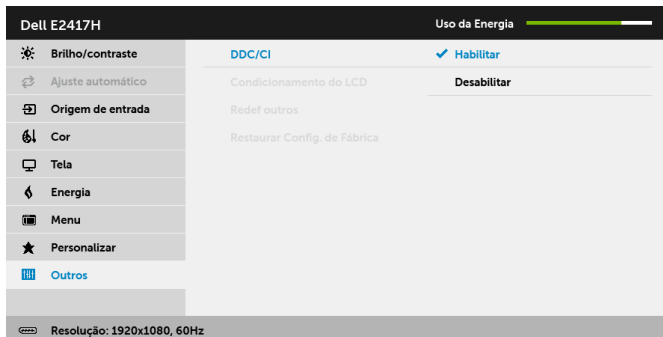 Dell E2417H Uso da Energia
Brilho/contraste DDC/CI Habilitar
Ajuste automático Condicionamento do LCD Desabilitar
Origem de entrada Redef outros
Cor Restaurar Config. de Fábrica
Tela
Energia
Menu
Personalizar
Outros
Resolução: 1920x1080, 60Hz